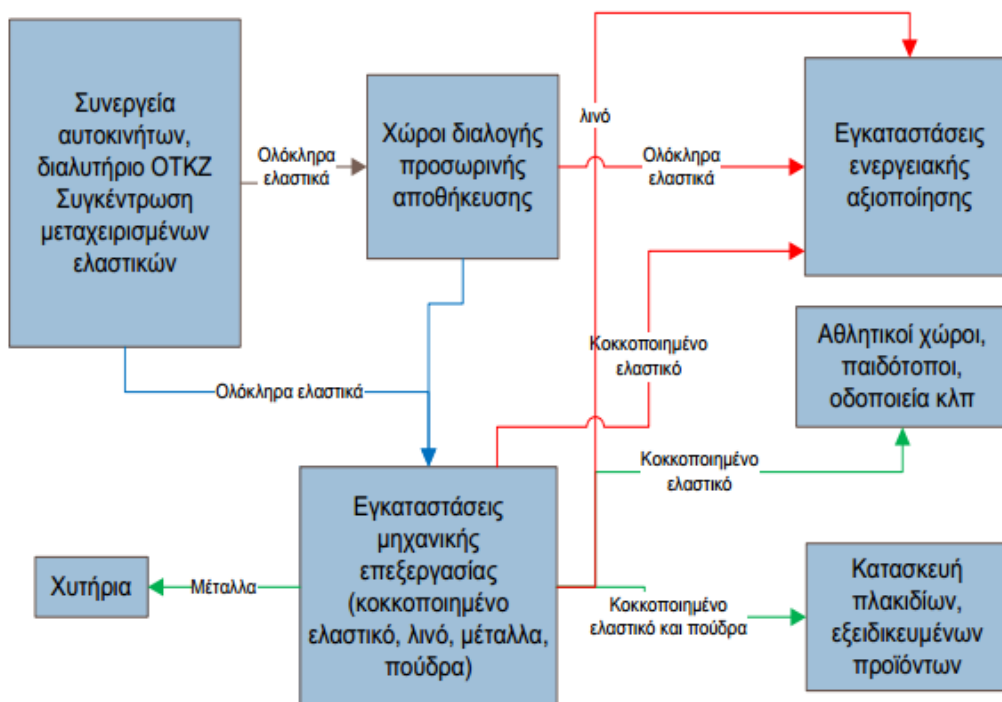 Συνεργεία
αυτοκινήτων,
διαλυτήριο ΟΤΚΖ
Συγκέντρωση
μεταχειρισμένων
ελαστικών
Ολόκληρα
ελαστικά
Χώροι διαλογής
προσωρινής
αποθήκευσης
λινό
Ολόκληρα
ελαστικά
Εγκαταστάσεις
ενεργειακής
αξιοποίησης
Κοκκοποιημένο
ελαστικό
Αθλητικοί χώροι,
παιδότοποι,
οδοποιεία κλπ
Ολόκληρα ελαστικά
Κοκκοποιημένο
ελαστικό
Εγκαταστάσεις
μηχανικής
επεξεργασίας
(κοκκοποιημένο
ελαστικό, λινό, μέταλλα,
πούδρα)
Χυτήρια
Μέταλλα
Κοκκοποιημένο
ελαστικό και πούδρα
Κατασκευή
πλακιδίων,
εξειδικευμένων
προϊόντων